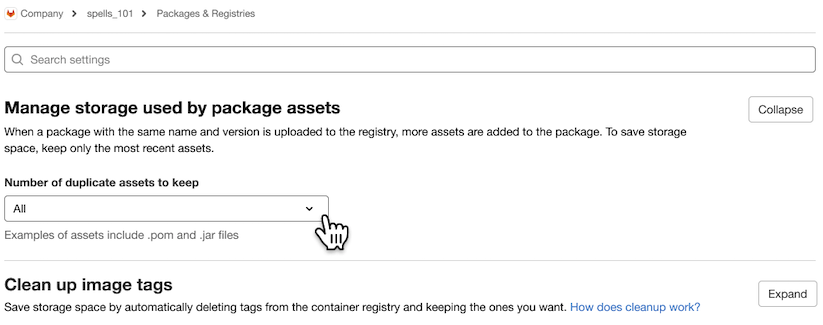 Company > spells_101 > Packages & Registries
Search settings
Manage storage used by package assets
Collapse
When a package with the same name and version is uploaded to the registry, more assets are added to the package. To save storage
space, keep only the most recent assets.
Number of duplicate assets to keep
All
Examples of assets include .pom and .jar files
Clean up image tags
Expand
Save storage space by automatically deleting tags from the container registry and keeping the ones you want. How does cleanup work?